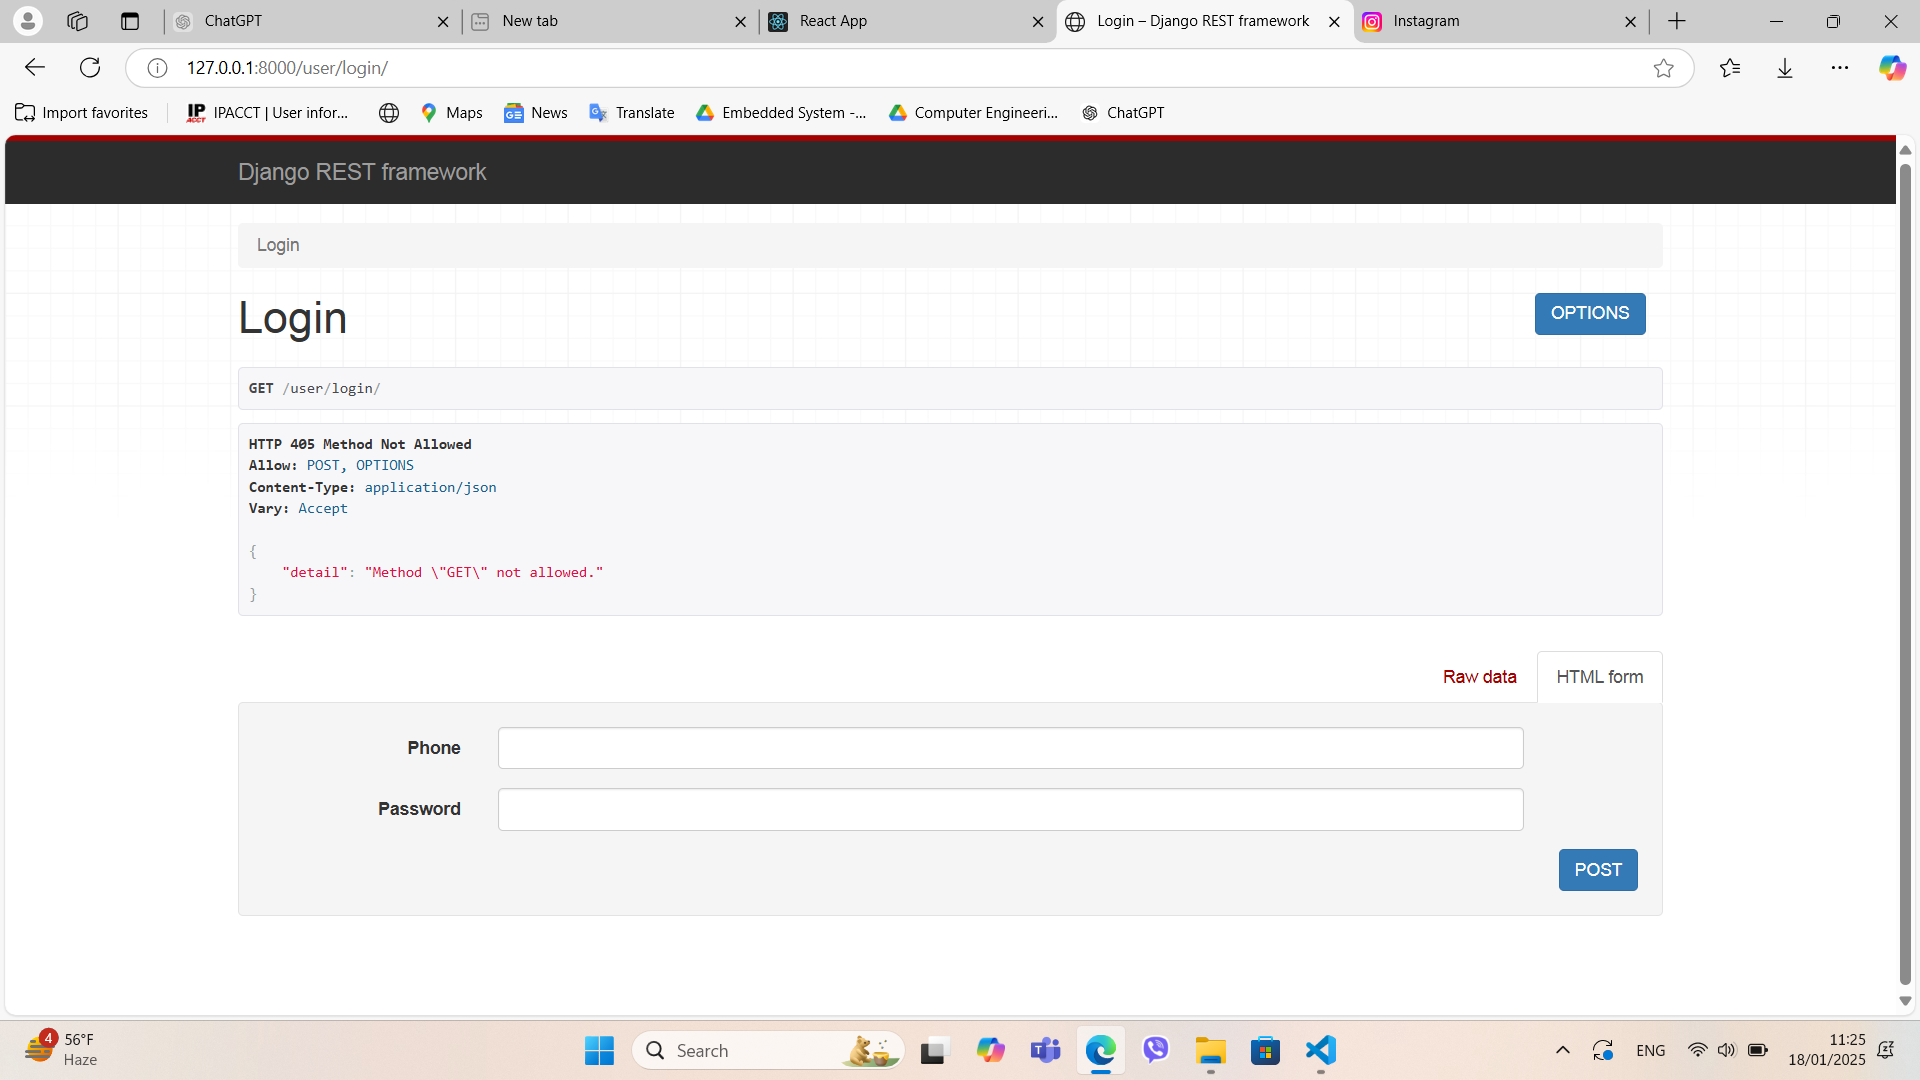 ChatGPT
New tab
React App
Login – Django REST framework
Instagram
127.0.0.1:8000/user/login/
Import favorites
IP ACCT
IPACCT | User infor...
Maps
News
Translate
Embedded System -...
Computer Engineeri...
ChatGPT
Django REST framework
Login
Login
OPTIONS
GET /user/login/
HTTP 405 Method Not Allowed
Allow: POST, OPTIONS
Content-Type: application/json
Vary: Accept
{
"detail": "Method \"GET\" not allowed."
}
Raw data
HTML form
Phone
Password
POST
4
56°F
Haze
Search
ENG
11:25
18/01/2025